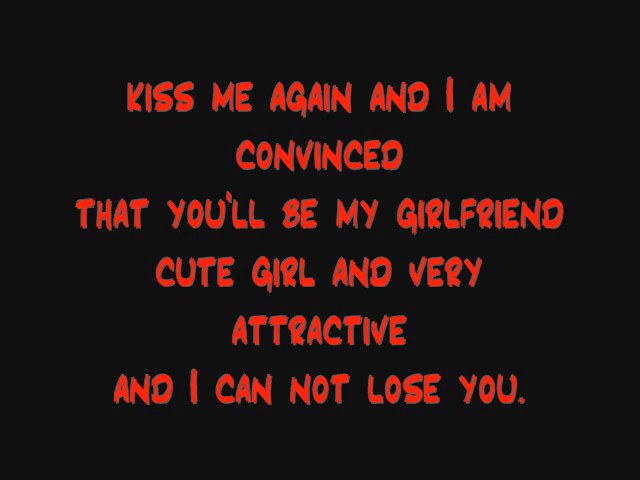 KISS ME AGAIN AND I AM
CONVINCED
THAT YOU'LL BE MY GIRLFRIEND
CUTE GIRL AND VERY
ATTRACTIVE
AND I CAN NOT LOSE YOU.